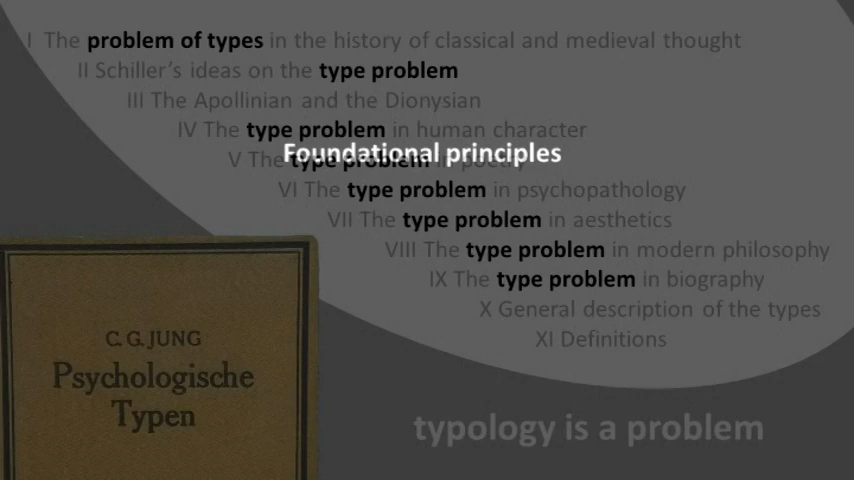 I The problem of types in the history of classical and medieval thought
II Schiller's ideas on the type problem
III The Apollinian and the Dionysian
IV The type problem in human character
Foundational principles
V The type problem in poetry
VI The type problem in psychopathology
VII The type problem in aesthetics
VIII The type problem in modern philosophy
IX The type problem in biography
X General description of the types
XI Definitions
C. G. JUNG
Psychologische
Typen
typology is a problem